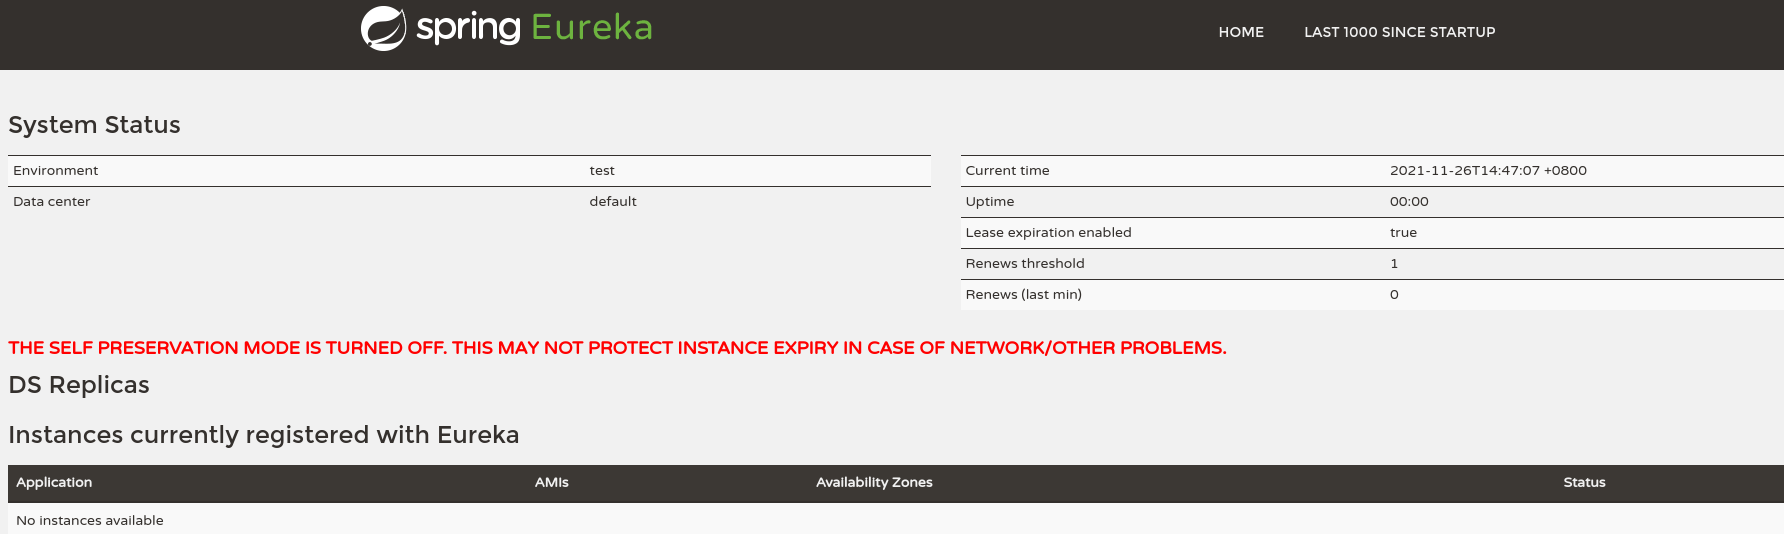 spring Eureka
HOME LAST 1000 SINCE STARTUP
System Status
Environment test
Data center default
Current time 2021-11-26T14:47:07 +0800
Uptime 00:00
Lease expiration enabled true
Renews threshold 1
Renews (last min) 0
THE SELF PRESERVATION MODE IS TURNED OFF. THIS MAY NOT PROTECT INSTANCE EXPIRY IN CASE OF NETWORK/OTHER PROBLEMS.
DS Replicas
Instances currently registered with Eureka
Application AMIs Availability Zones Status
No instances available